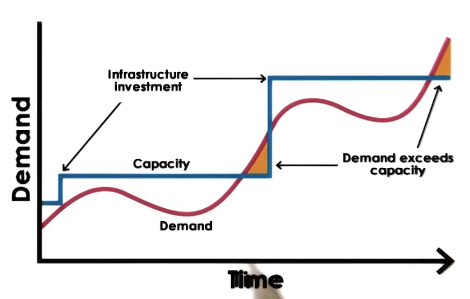 Infrastructure
investment
Demand
Capacity
Demand exceeds
capacity
Demand
Time